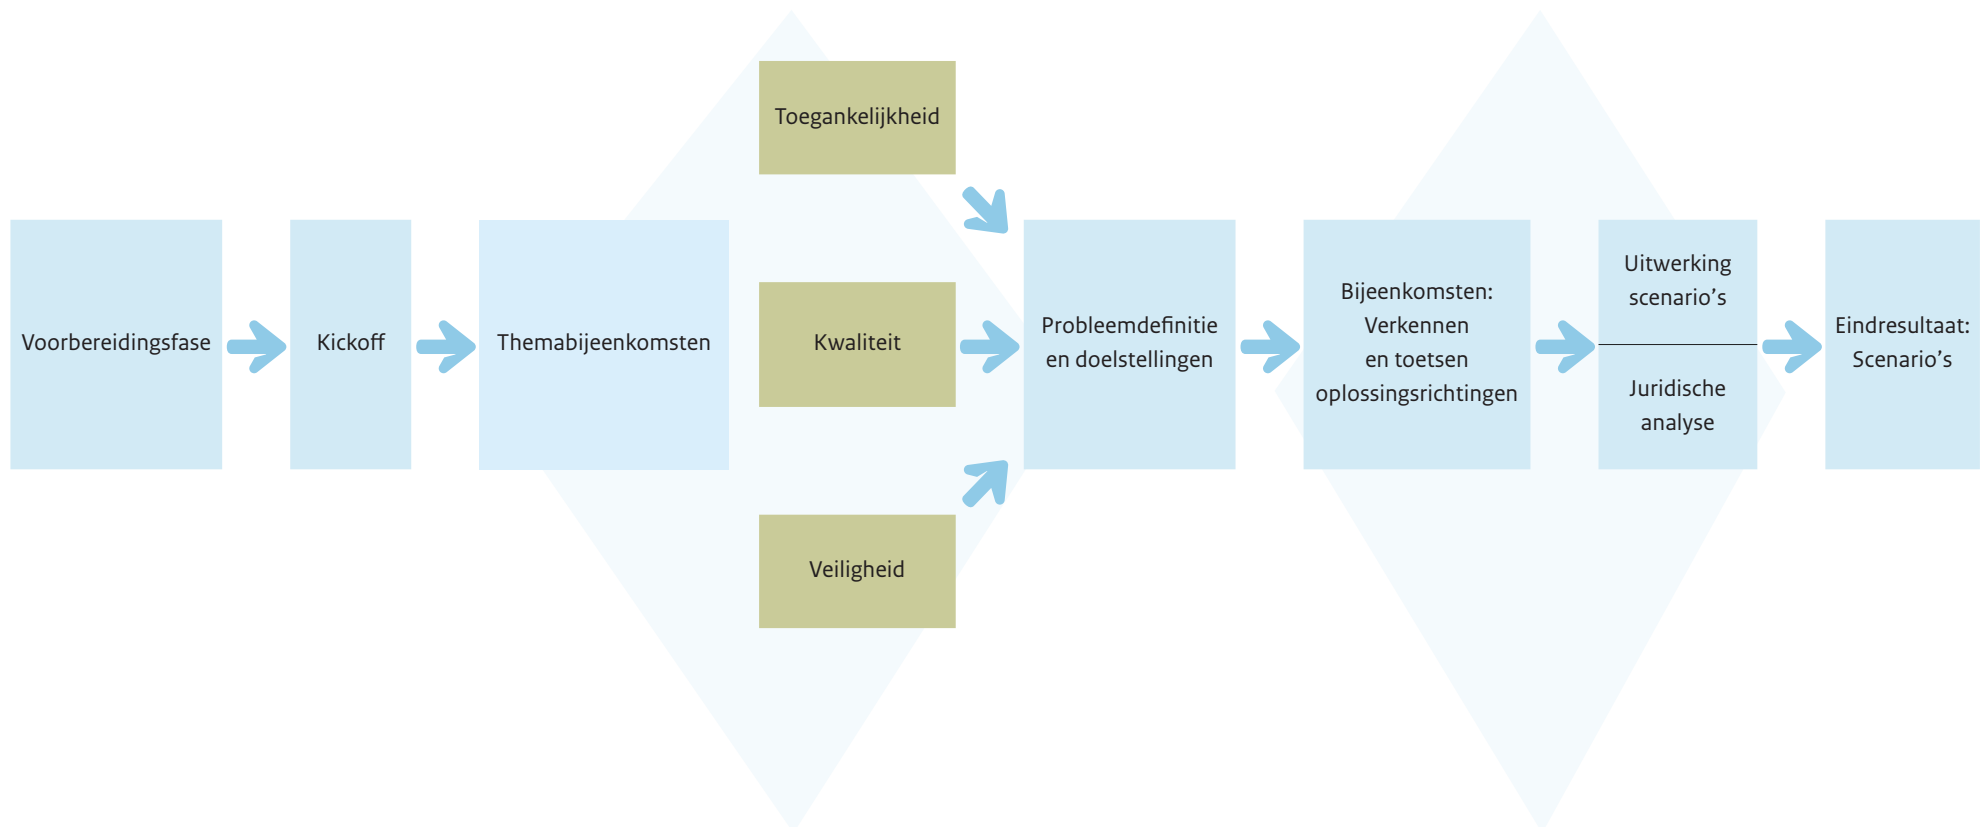 Voorbereidingsfase
Kickoff
Themabijeenkomsten
Toegankelijkheid
Kwaliteit
Veiligheid
Probleemdefinitie
en doelstellingen
Bijeenkomsten:
Verkennen
en toetsen
oplossingsrichtingen
Uitwerking
scenario’s
Juridische
analyse
Eindresultaat:
Scenario’s